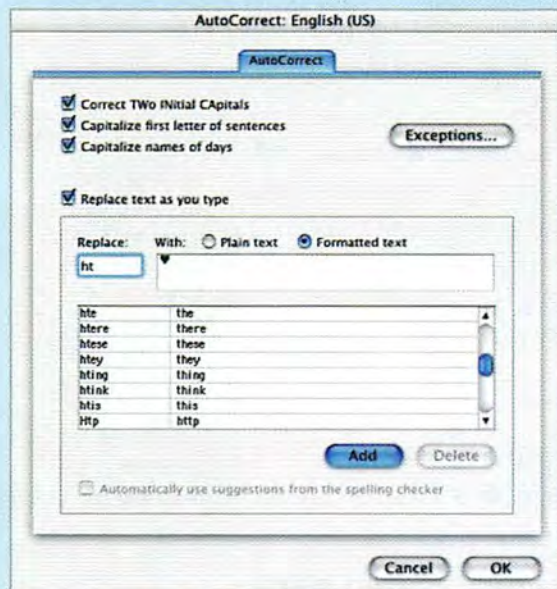 AutoCorrect: English (US)
AutoCorrect
Correct TWo INitial CApitals
Capitalize first letter of sentences
Exceptions...
Capitalize names of days
Replace text as you type
Replace: With: Plain text Formatted text
ht ♥
hte the
htere there
htese these
htey they
hting thing
htink think
htis this
Htp http
Add Delete
Automatically use suggestions from the spelling checker
Cancel OK